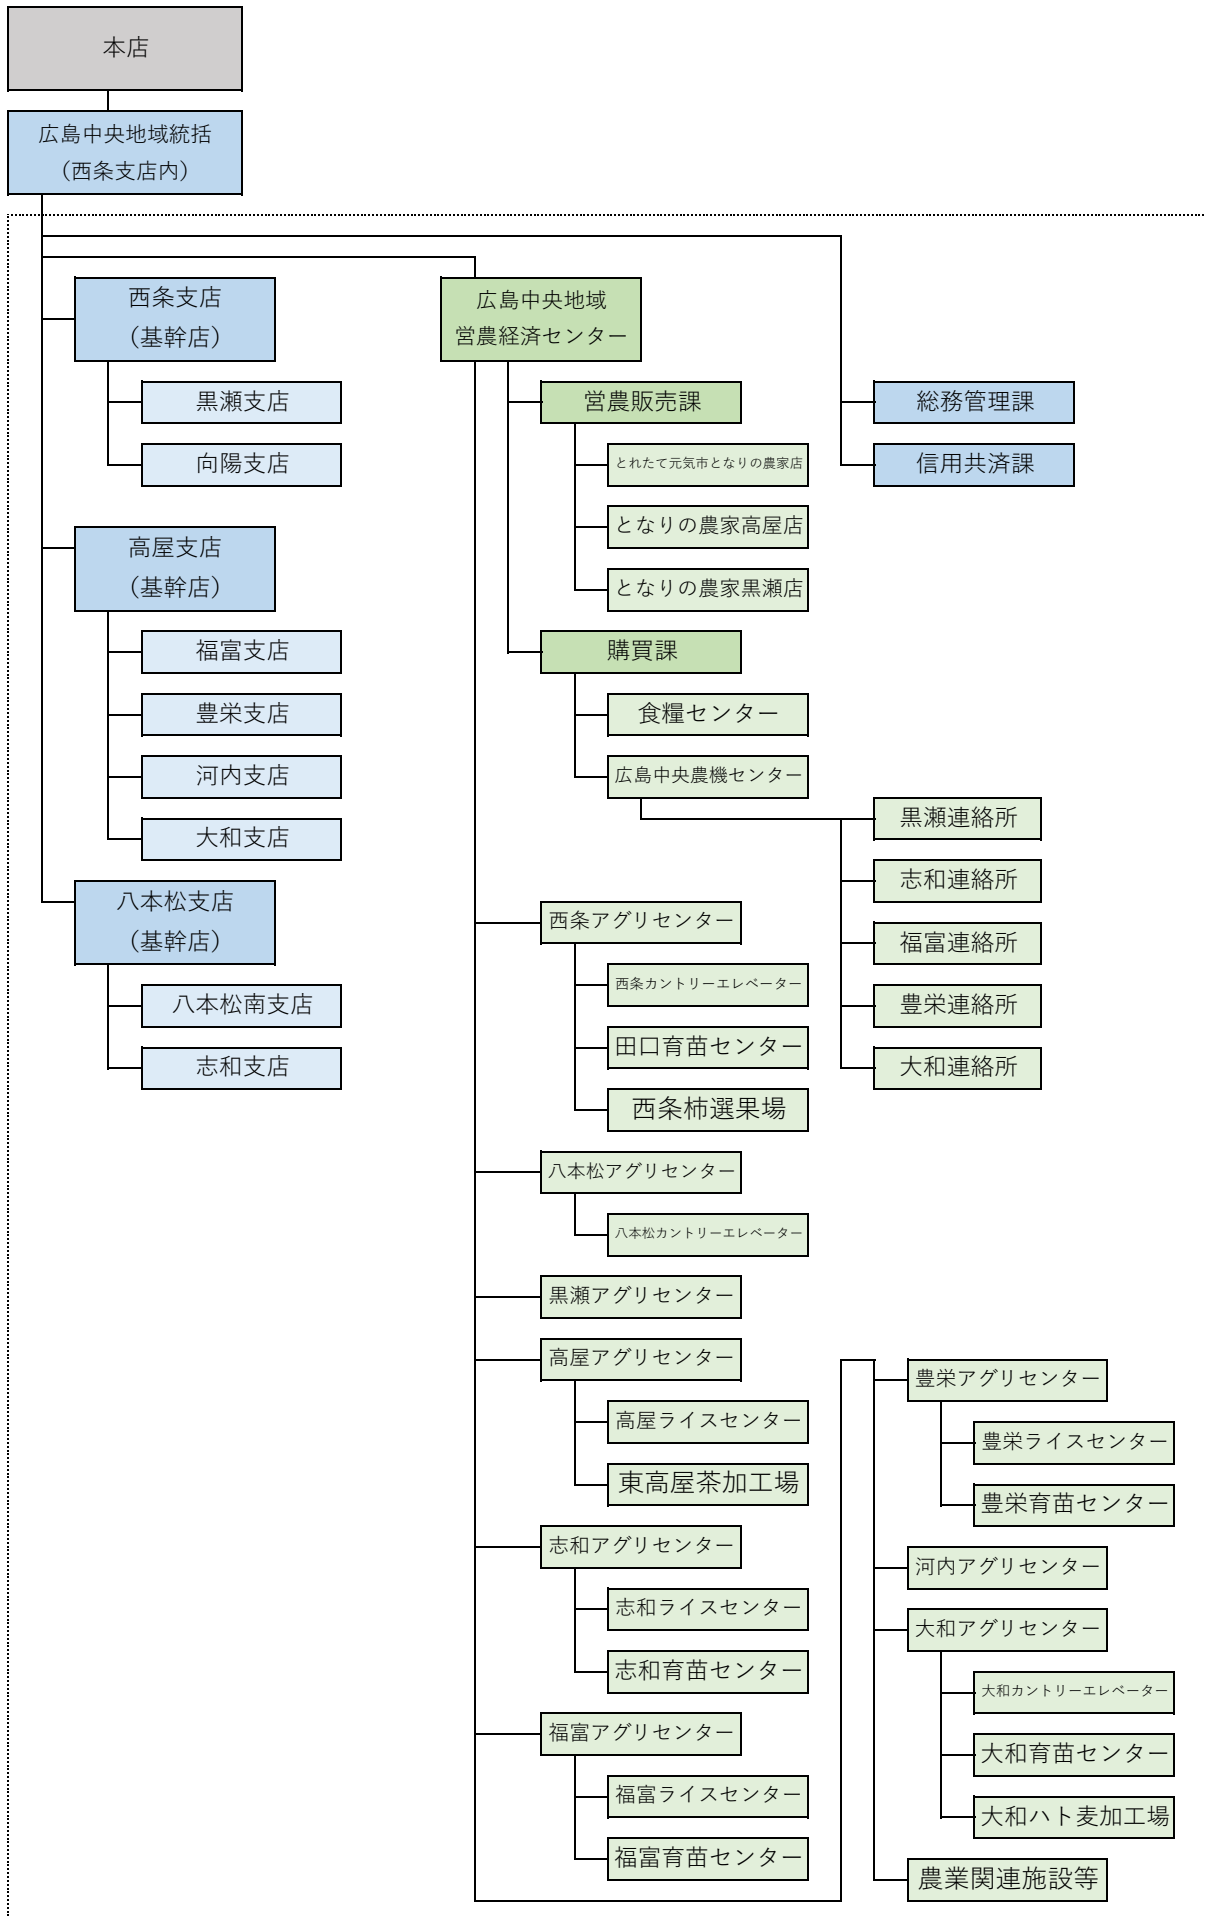 本店
広島中央地域統括
（西条支店内）
西条支店
（基幹店）
黒瀬支店
向陽支店
高屋支店
（基幹店）
福富支店
豊栄支店
河内支店
大和支店
八本松支店
（基幹店）
八本松南支店
志和支店
広島中央地域
営農経済センター
営農販売課
とれたて元気市となりの農家店
となりの農家高屋店
となりの農家黒瀬店
購買課
食糧センター
広島中央農機センター
黒瀬連絡所
志和連絡所
福富連絡所
豊栄連絡所
大和連絡所
西条アグリセンター
西条カントリーエレベーター
田口育苗センター
西条柿選果場
八本松アグリセンター
八本松カントリーエレベーター
黒瀬アグリセンター
高屋アグリセンター
高屋ライスセンター
東高屋茶加工場
志和アグリセンター
志和ライスセンター
志和育苗センター
福富アグリセンター
福富ライスセンター
福富育苗センター
豊栄アグリセンター
豊栄ライスセンター
豊栄育苗センター
河内アグリセンター
大和アグリセンター
大和カントリーエレベーター
大和育苗センター
大和ハト麦加工場
農業関連施設等
総務管理課
信用共済課